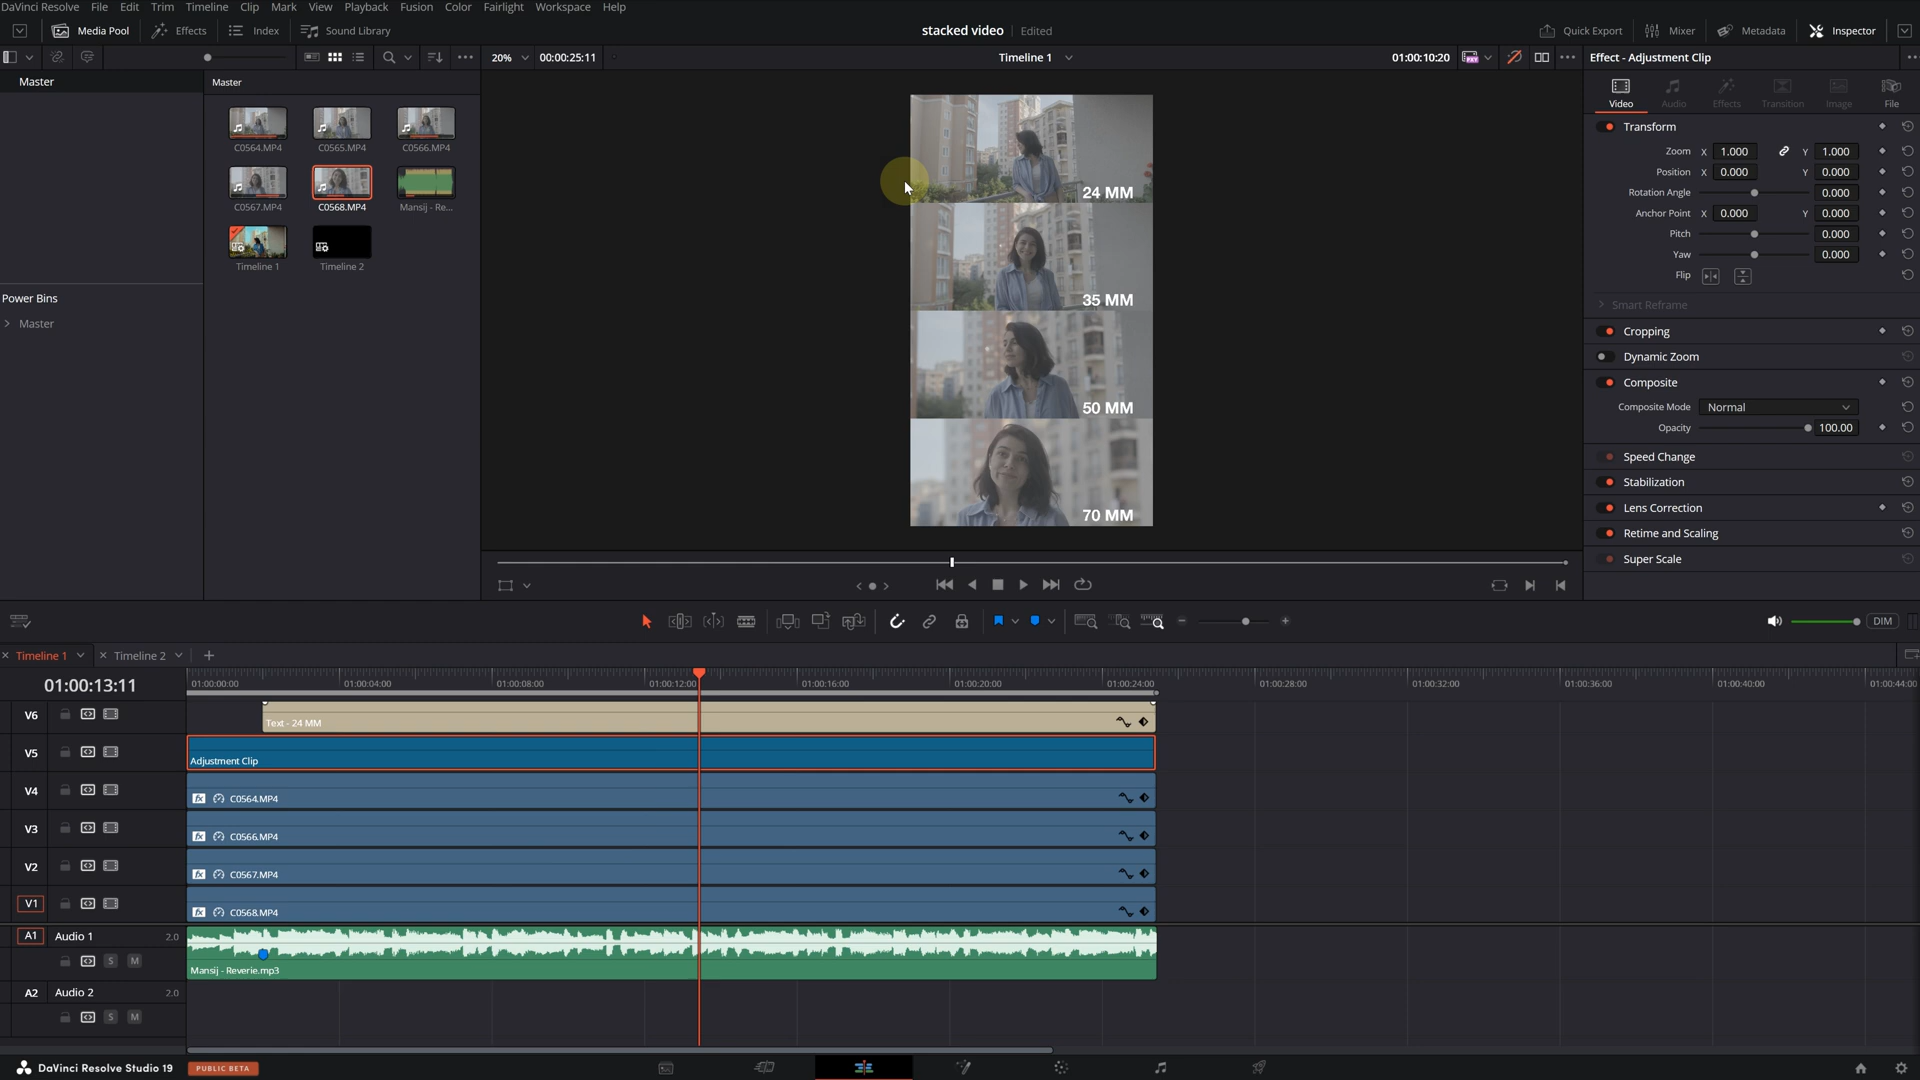 DaVinci Resolve File Edit Trim Timeline Clip Mark View Playback Fusion Color Fairlight Workspace Help
Media Pool Effects Index Sound Library stacked video Edited Quick Export Mixer Metadata Inspector
20% 00:00:25:11 Timeline 1 01:00:10:20 Effect - Adjustment Clip
Master Master
Video Audio Effects Transition Image File
C0564.MP4 C0565.MP4 C0566.MP4
C0567.MP4 C0568.MP4 Mansij - Re...
Timeline 1 Timeline 2
Power Bins
Master
24 MM
35 MM
50 MM
70 MM
Transform
Zoom X 1.000 Y 1.000
Position X 0.000 Y 0.000
Rotation Angle 0.000
Anchor Point X 0.000 Y 0.000
Pitch 0.000
Yaw 0.000
Flip
Smart Reframe
Cropping
Dynamic Zoom
Composite
Composite Mode Normal
Opacity 100.00
Speed Change
Stabilization
Lens Correction
Retime and Scaling
Super Scale
DIM
Timeline 1 Timeline 2
01:00:13:11 01:00:00:00 01:00:04:00 01:00:08:00 01:00:12:00 01:00:16:00 01:00:20:00 01:00:24:00 01:00:28:00 01:00:32:00 01:00:36:00 01:00:40:00 01:00:44:00
V6 Text - 24 MM
V5 Adjustment Clip
V4 fx C0564.MP4
V3 fx C0566.MP4
V2 fx C0567.MP4
V1 fx C0568.MP4
A1 Audio 1 2.0
S M Mansij - Reverie.mp3
A2 Audio 2 2.0
S M
DaVinci Resolve Studio 19 PUBLIC BETA